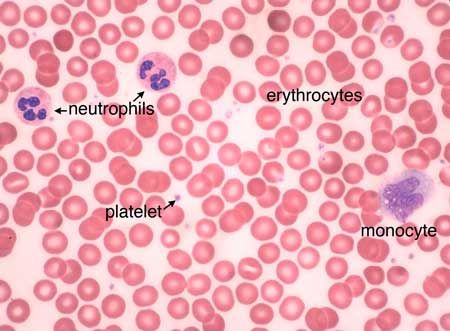 erythrocytes
neutrophils
platelet
monocyte